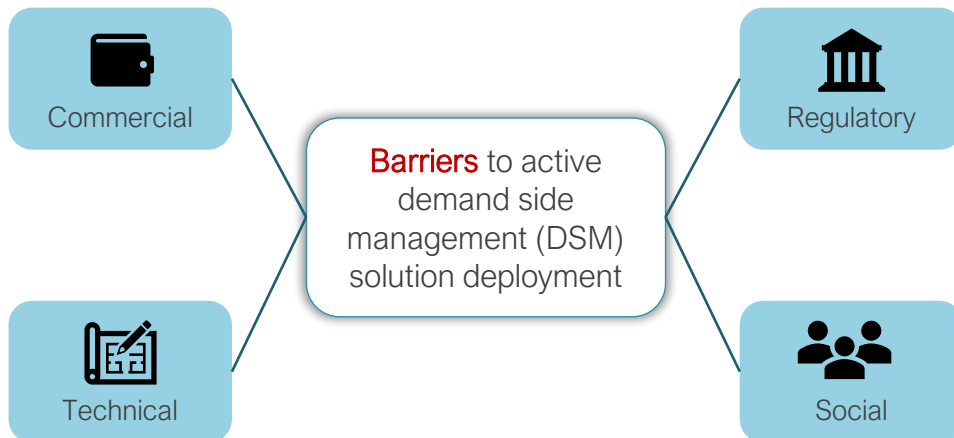 Commercial
Regulatory
Barriers to active
demand side
management (DSM)
solution deployment
Technical
Social